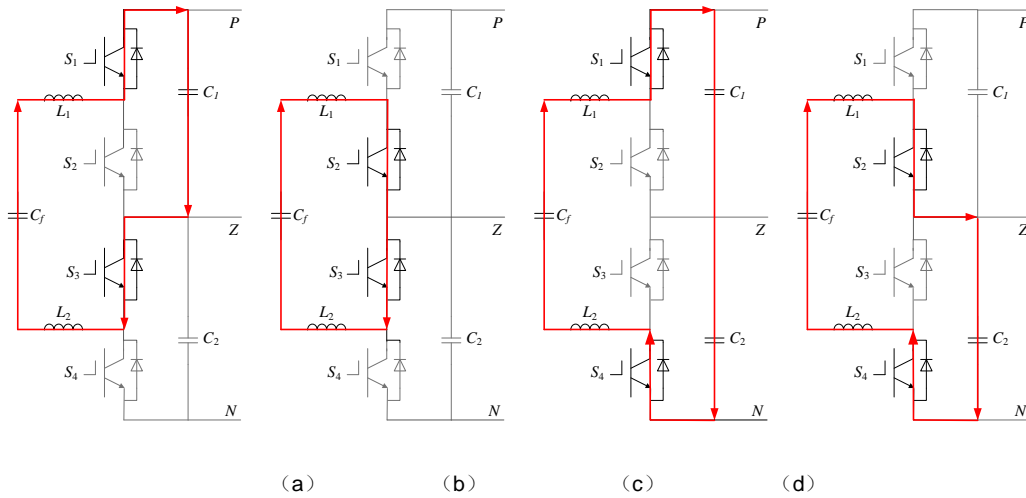 P
S1
C1
L1
S2
Cf
Z
S3
L2
C2
S4
N
P
S1
C1
L1
S2
Cf
Z
S3
L2
C2
S4
N
P
S1
C1
L1
S2
Cf
Z
S3
L2
C2
S4
N
P
S1
C1
L1
S2
Cf
Z
S3
L2
C2
S4
N
（a） （b） （c） （d）